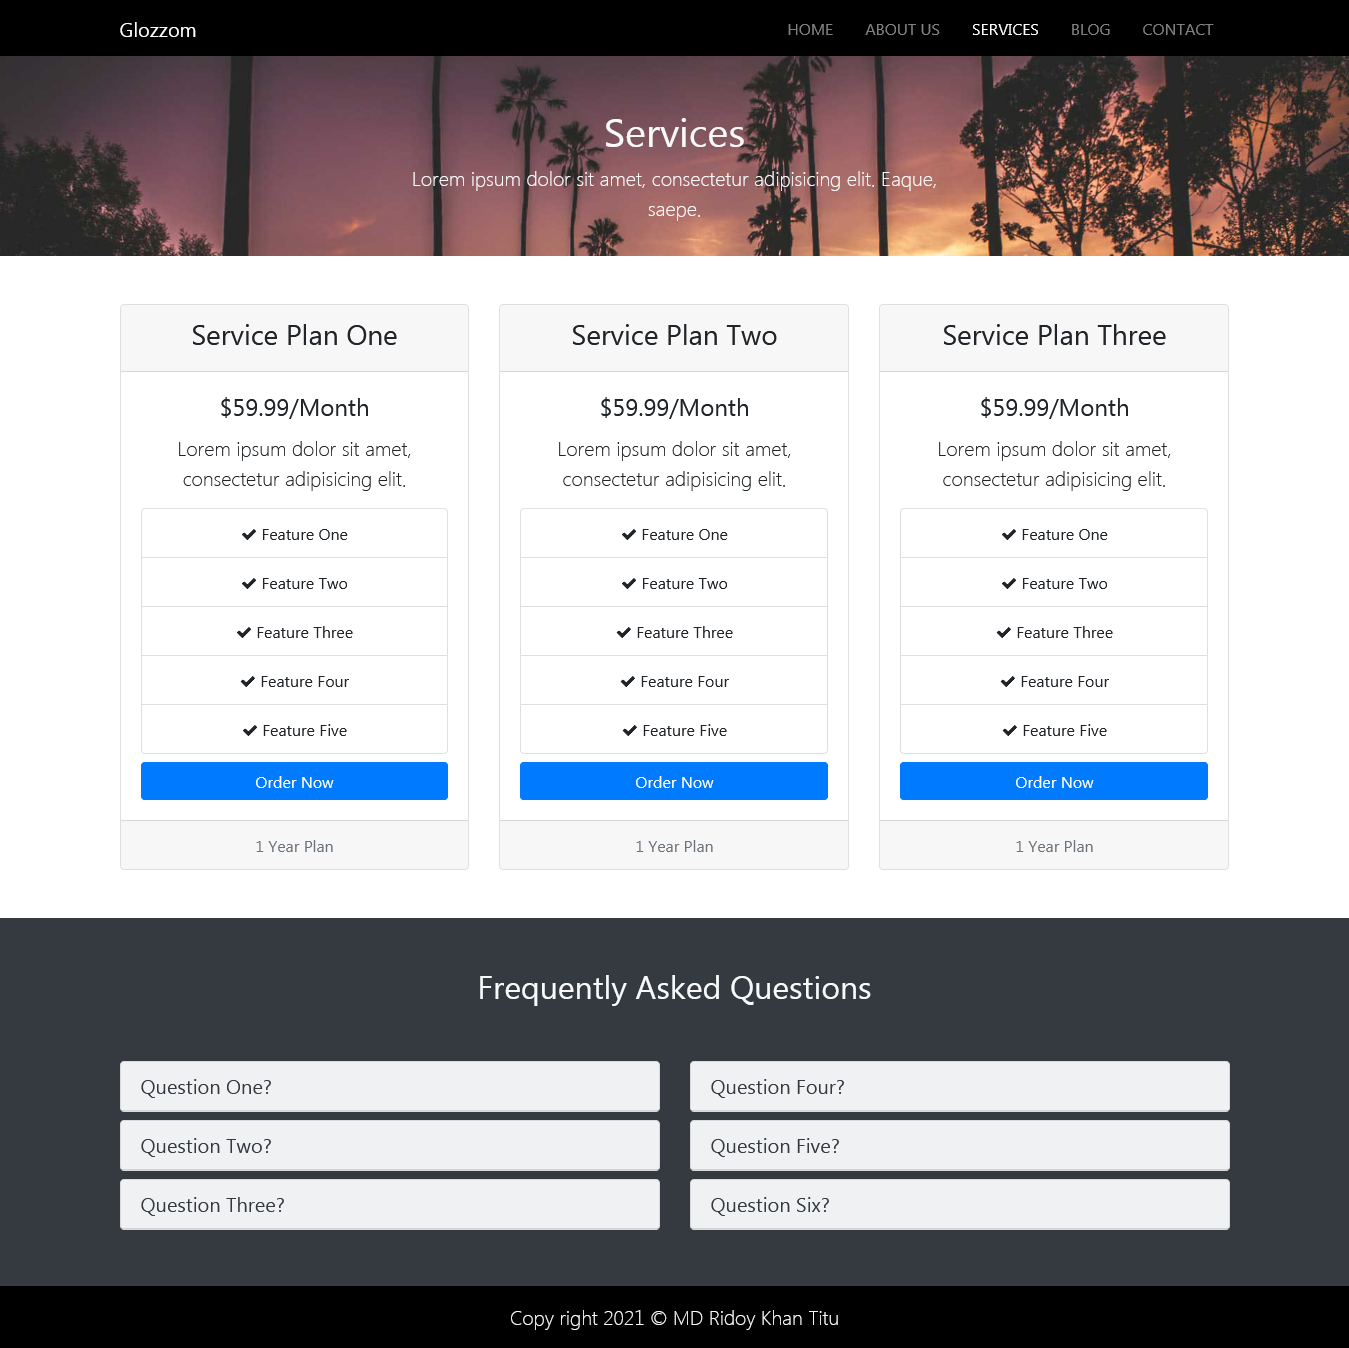 Glozzom
HOME ABOUT US SERVICES BLOG CONTACT
Services
Lorem ipsum dolor sit amet, consectetur adipisicing elit. Eaque,
saepe.
Service Plan One
$59.99/Month
Lorem ipsum dolor sit amet,
consectetur adipisicing elit.
Feature One
Feature Two
Feature Three
Feature Four
Feature Five
Order Now
1 Year Plan
Service Plan Two
$59.99/Month
Lorem ipsum dolor sit amet,
consectetur adipisicing elit.
Feature One
Feature Two
Feature Three
Feature Four
Feature Five
Order Now
1 Year Plan
Service Plan Three
$59.99/Month
Lorem ipsum dolor sit amet,
consectetur adipisicing elit.
Feature One
Feature Two
Feature Three
Feature Four
Feature Five
Order Now
1 Year Plan
Frequently Asked Questions
Question One?
Question Two?
Question Three?
Question Four?
Question Five?
Question Six?
Copy right 2021 © MD Ridoy Khan Titu